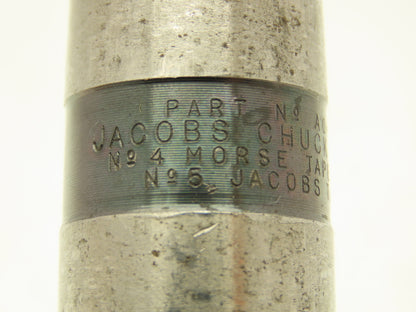 PART Nº A
JACOBS CHUCK
Nº 4 MORSE TAP
Nº 5 JACOBS